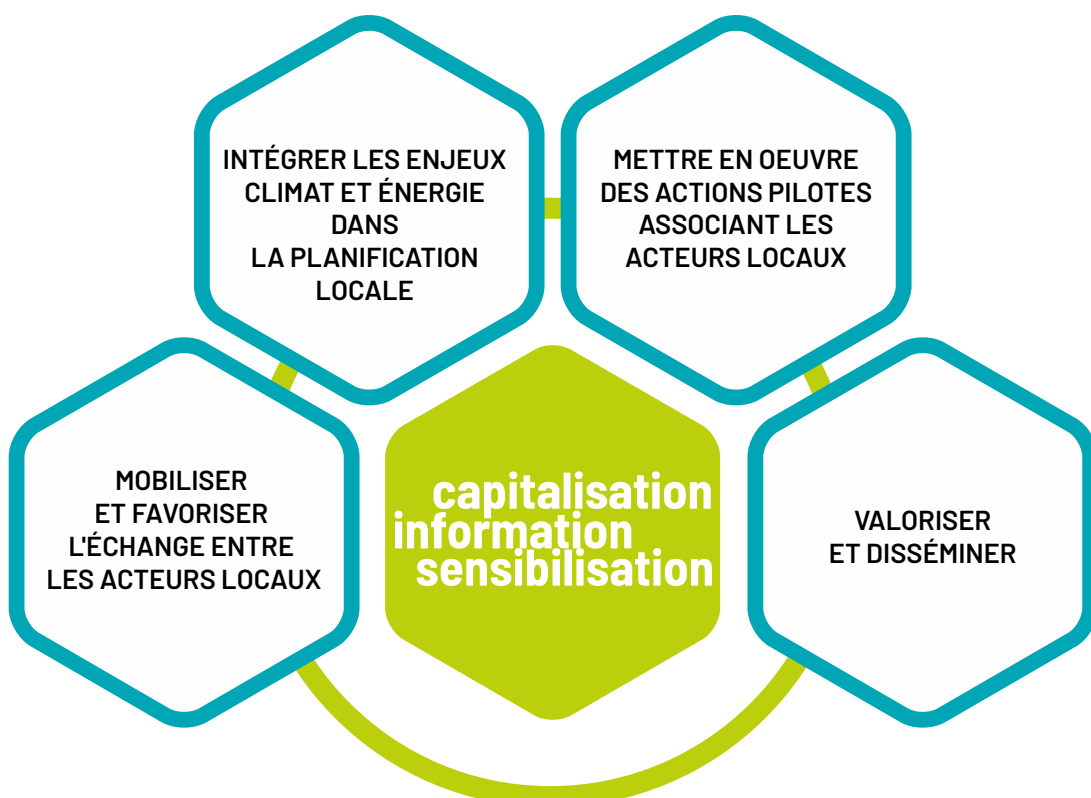 INTÉGRER LES ENJEUX
CLIMAT ET ÉNERGIE
DANS
LA PLANIFICATION
LOCALE
METTRE EN OEUVRE
DES ACTIONS PILOTES
ASSOCIANT LES
ACTEURS LOCAUX
MOBILISER
ET FAVORISER
L'ÉCHANGE ENTRE
LES ACTEURS LOCAUX
capitalisation
information
sensibilisation
VALORISER
ET DISSÉMINER